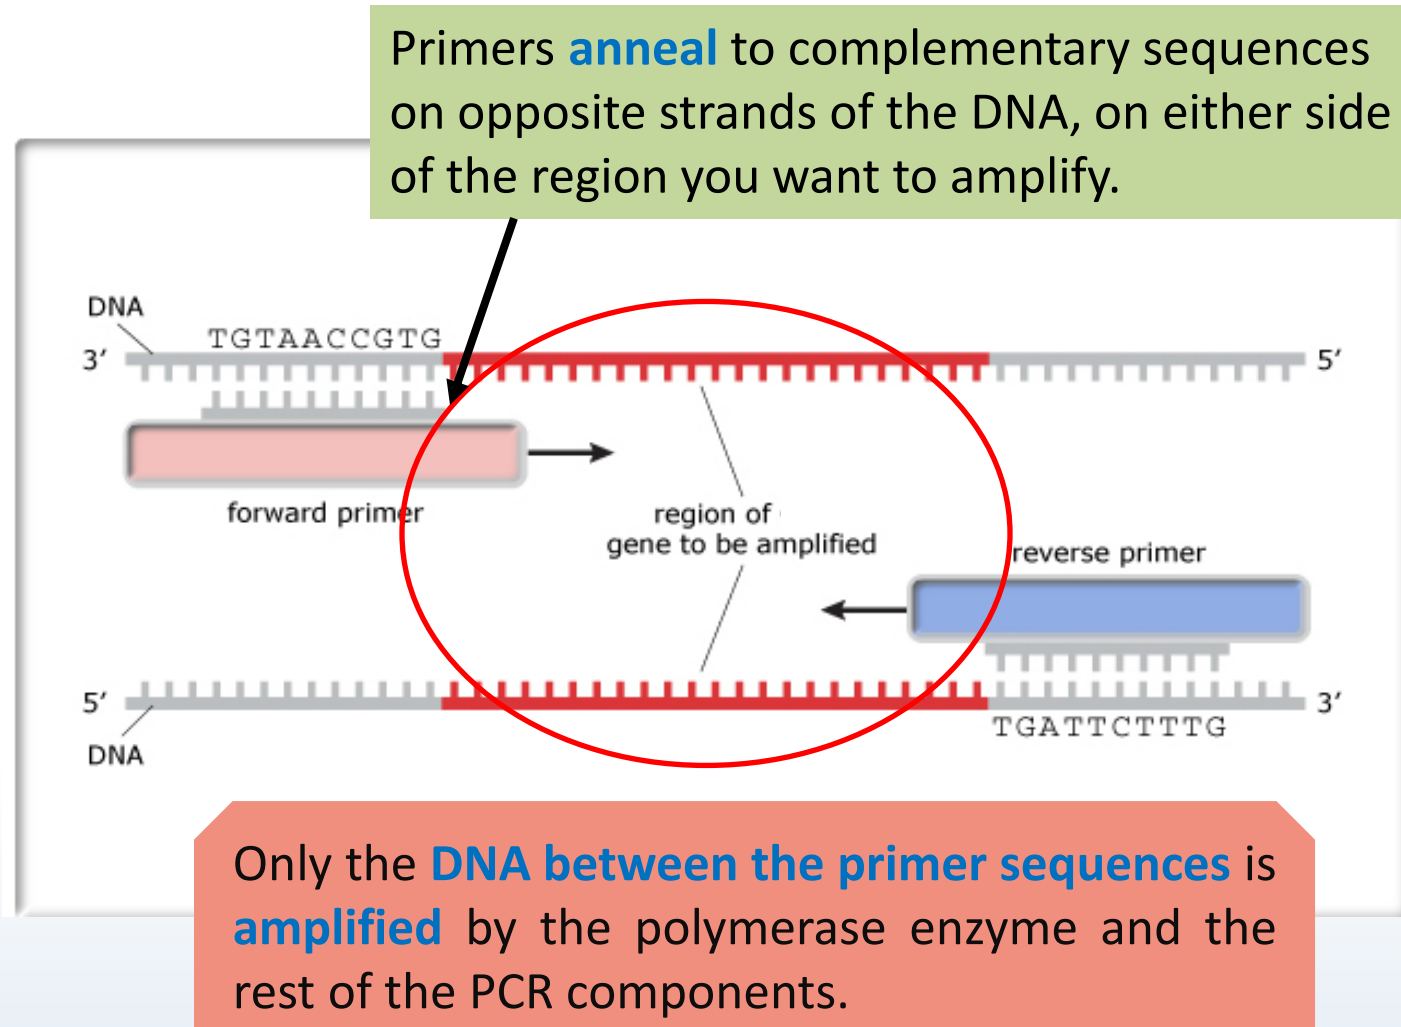 Primers anneal to complementary sequences
on opposite strands of the DNA, on either side
of the region you want to amplify.
DNA
TGTAACCGTG
3′
5′
forward primer
region of
gene to be amplified
reverse primer
5′
3′
TGATTCTTTG
DNA
Only the DNA between the primer sequences is
amplified by the polymerase enzyme and the
rest of the PCR components.